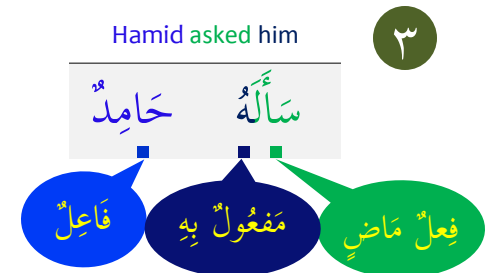 Hamid asked him
٣
سَأَلَهُ حَامِدٌ
فِعلٌ مَاضٍ
مَفعُولٌ بِهِ
فَاعِلٌ